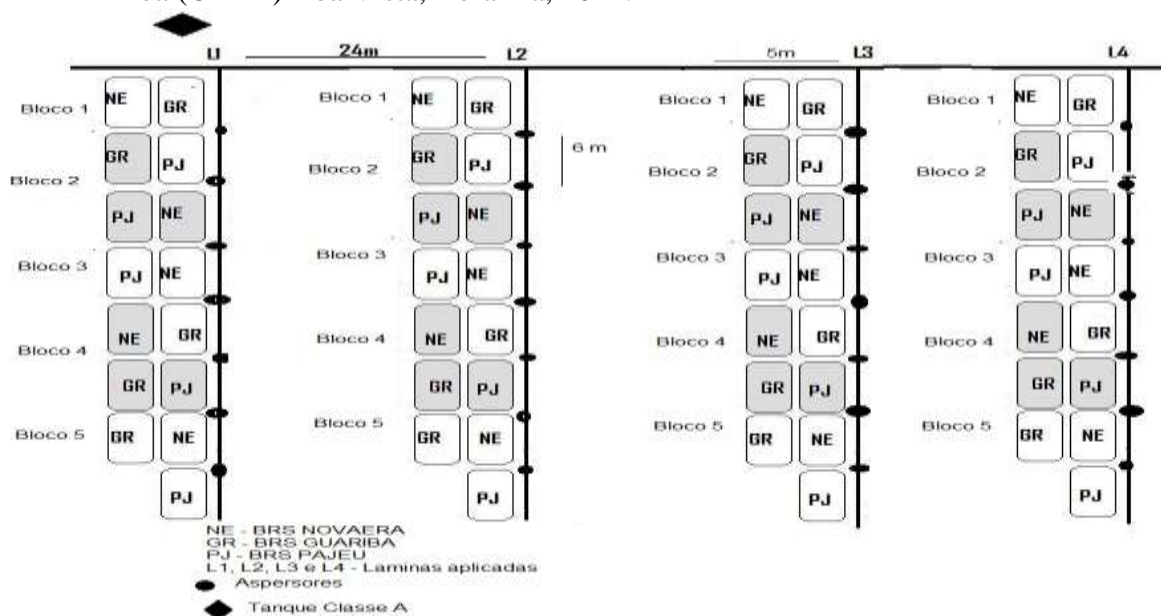 L1 24m L2 5m L3 L4
Bloco 1 NE GR Bloco 1 NE GR Bloco 1 NE GR Bloco 1 NE GR
6 m
Bloco 2 GR PJ Bloco 2 GR PJ Bloco 2 GR PJ Bloco 2 GR PJ
PJ NE PJ NE PJ NE PJ NE
Bloco 3 PJ NE Bloco 3 PJ NE Bloco 3 PJ NE Bloco 3 PJ NE
Bloco 4 NE GR Bloco 4 NE GR Bloco 4 NE GR Bloco 4 NE GR
GR PJ GR PJ GR PJ GR PJ
Bloco 5 GR NE Bloco 5 GR NE Bloco 5 GR NE Bloco 5 GR NE
PJ PJ PJ PJ
NE - BRS NOVAERA
GR - BRS GUARIBA
PJ - BRS PAJEU
L1, L2, L3 e L4 - Laminas aplicadas
Aspersores
Tanque Classe A